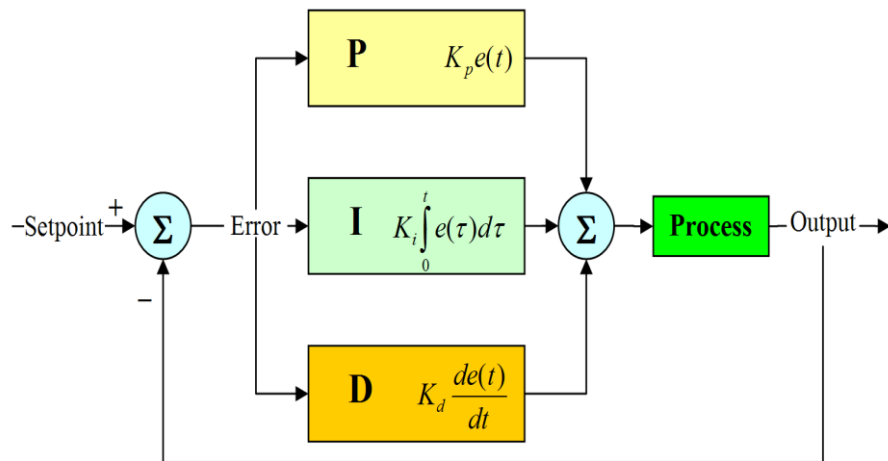 P K_p e(t)
–Setpoint
+
Σ
–
Error
I K_i ∫_0^t e(τ)dτ
Σ
Process
Output
D K_d de(t)/dt